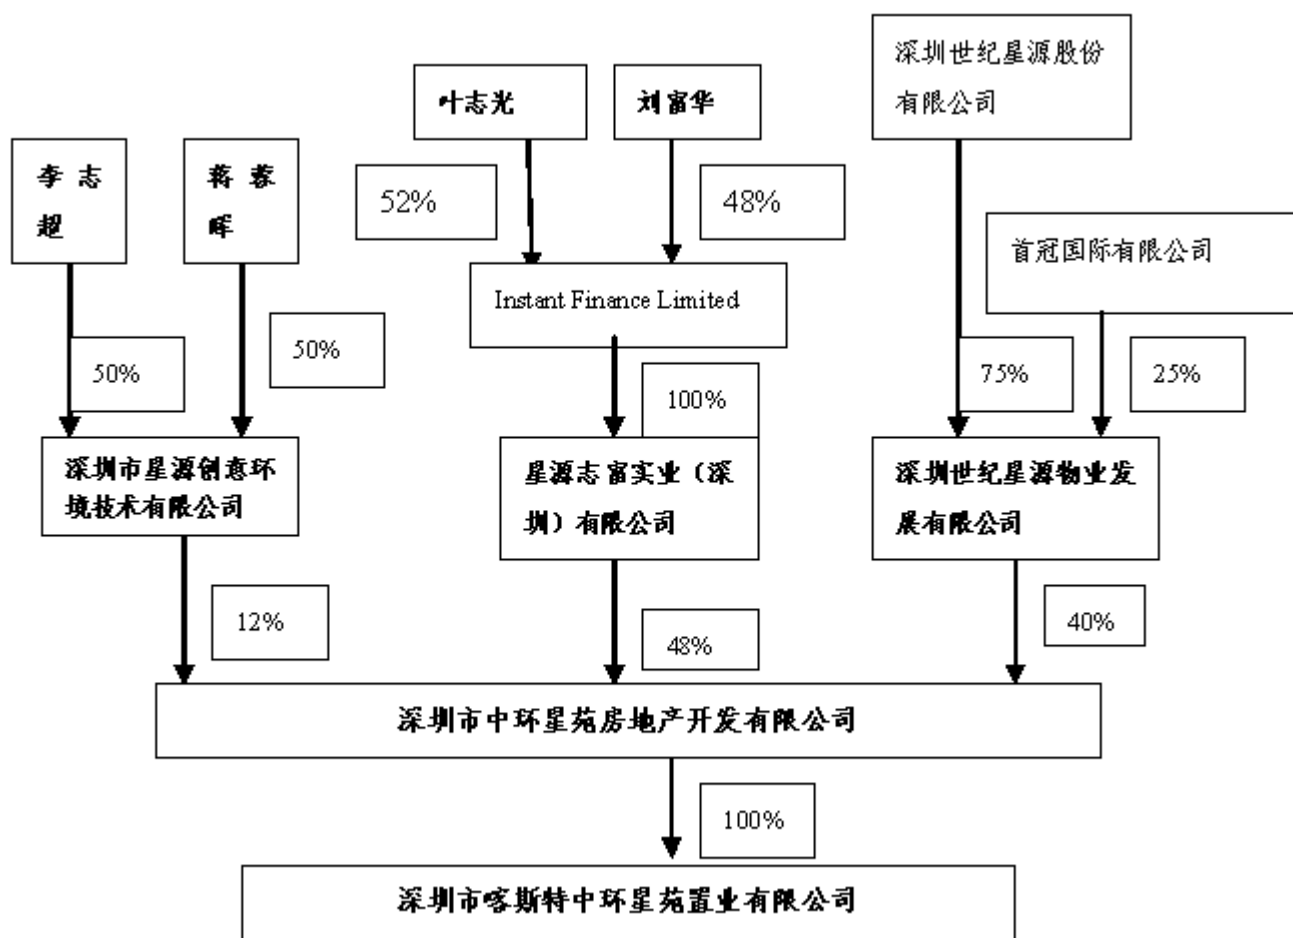 深圳世纪星源股份
有限公司
叶志光
刘富华
李 志
超
蒋 蓉
晖
52%
48%
首冠国际有限公司
Instant Finance Limited
50%
50%
100%
75%
25%
深圳市星源创意环
境技术有限公司
星源志富实业（深
圳）有限公司
深圳世纪星源物业发
展有限公司
12%
48%
40%
深圳市中环星苑房地产开发有限公司
100%
深圳市喀斯特中环星苑置业有限公司